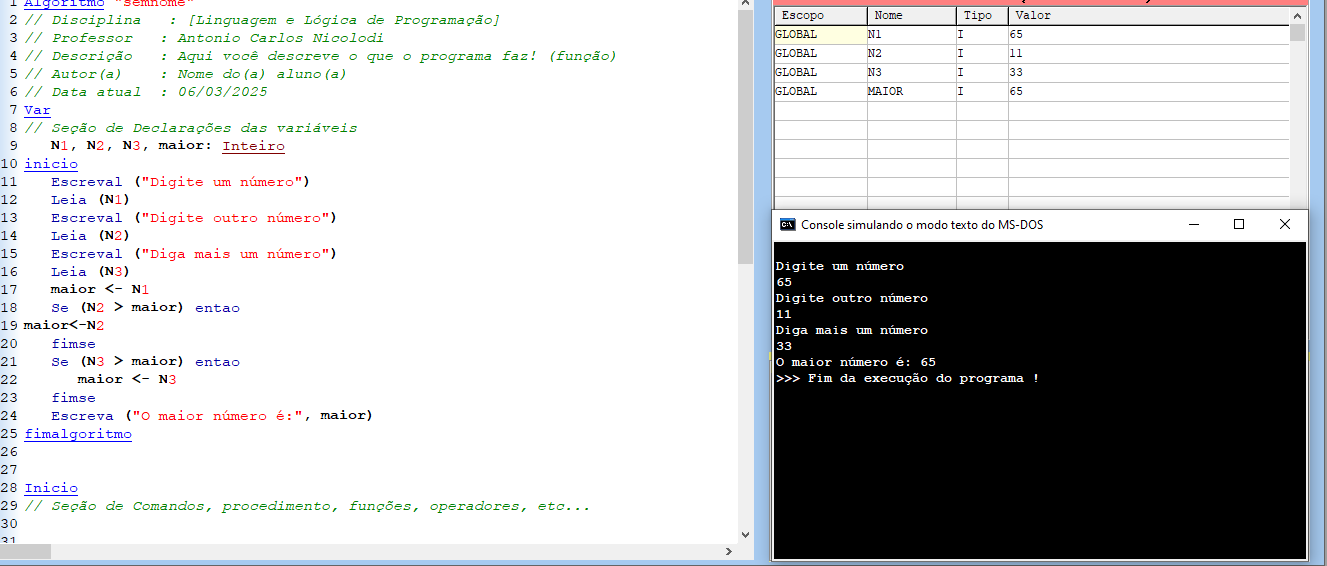 1 Algoritmo "semnome"
2 // Disciplina   : [Linguagem e Lógica de Programação]
3 // Professor   : Antonio Carlos Nicolodi
4 // Descrição   : Aqui você descreve o que o programa faz! (função)
5 // Autor(a)    : Nome do(a) aluno(a)
6 // Data atual  : 06/03/2025
7 Var
8 // Seção de Declarações das variáveis
9    N1, N2, N3, maior: Inteiro
10 inicio
11    Escreval ("Digite um número")
12    Leia (N1)
13    Escreval ("Digite outro número")
14    Leia (N2)
15    Escreval ("Diga mais um número")
16    Leia (N3)
17    maior <- N1
18    Se (N2 > maior) entao
19 maior<-N2
20    fimse
21    Se (N3 > maior) entao
22       maior <- N3
23    fimse
24    Escreva ("O maior número é:", maior)
25 fimalgoritmo
26
27
28 Inicio
29 // Seção de Comandos, procedimento, funções, operadores, etc...
30
31
Escopo Nome Tipo Valor
GLOBAL N1 I 65
GLOBAL N2 I 11
GLOBAL N3 I 33
GLOBAL MAIOR I 65
C:\ Console simulando o modo texto do MS-DOS
Digite um número
65
Digite outro número
11
Diga mais um número
33
O maior número é: 65
>>> Fim da execução do programa !